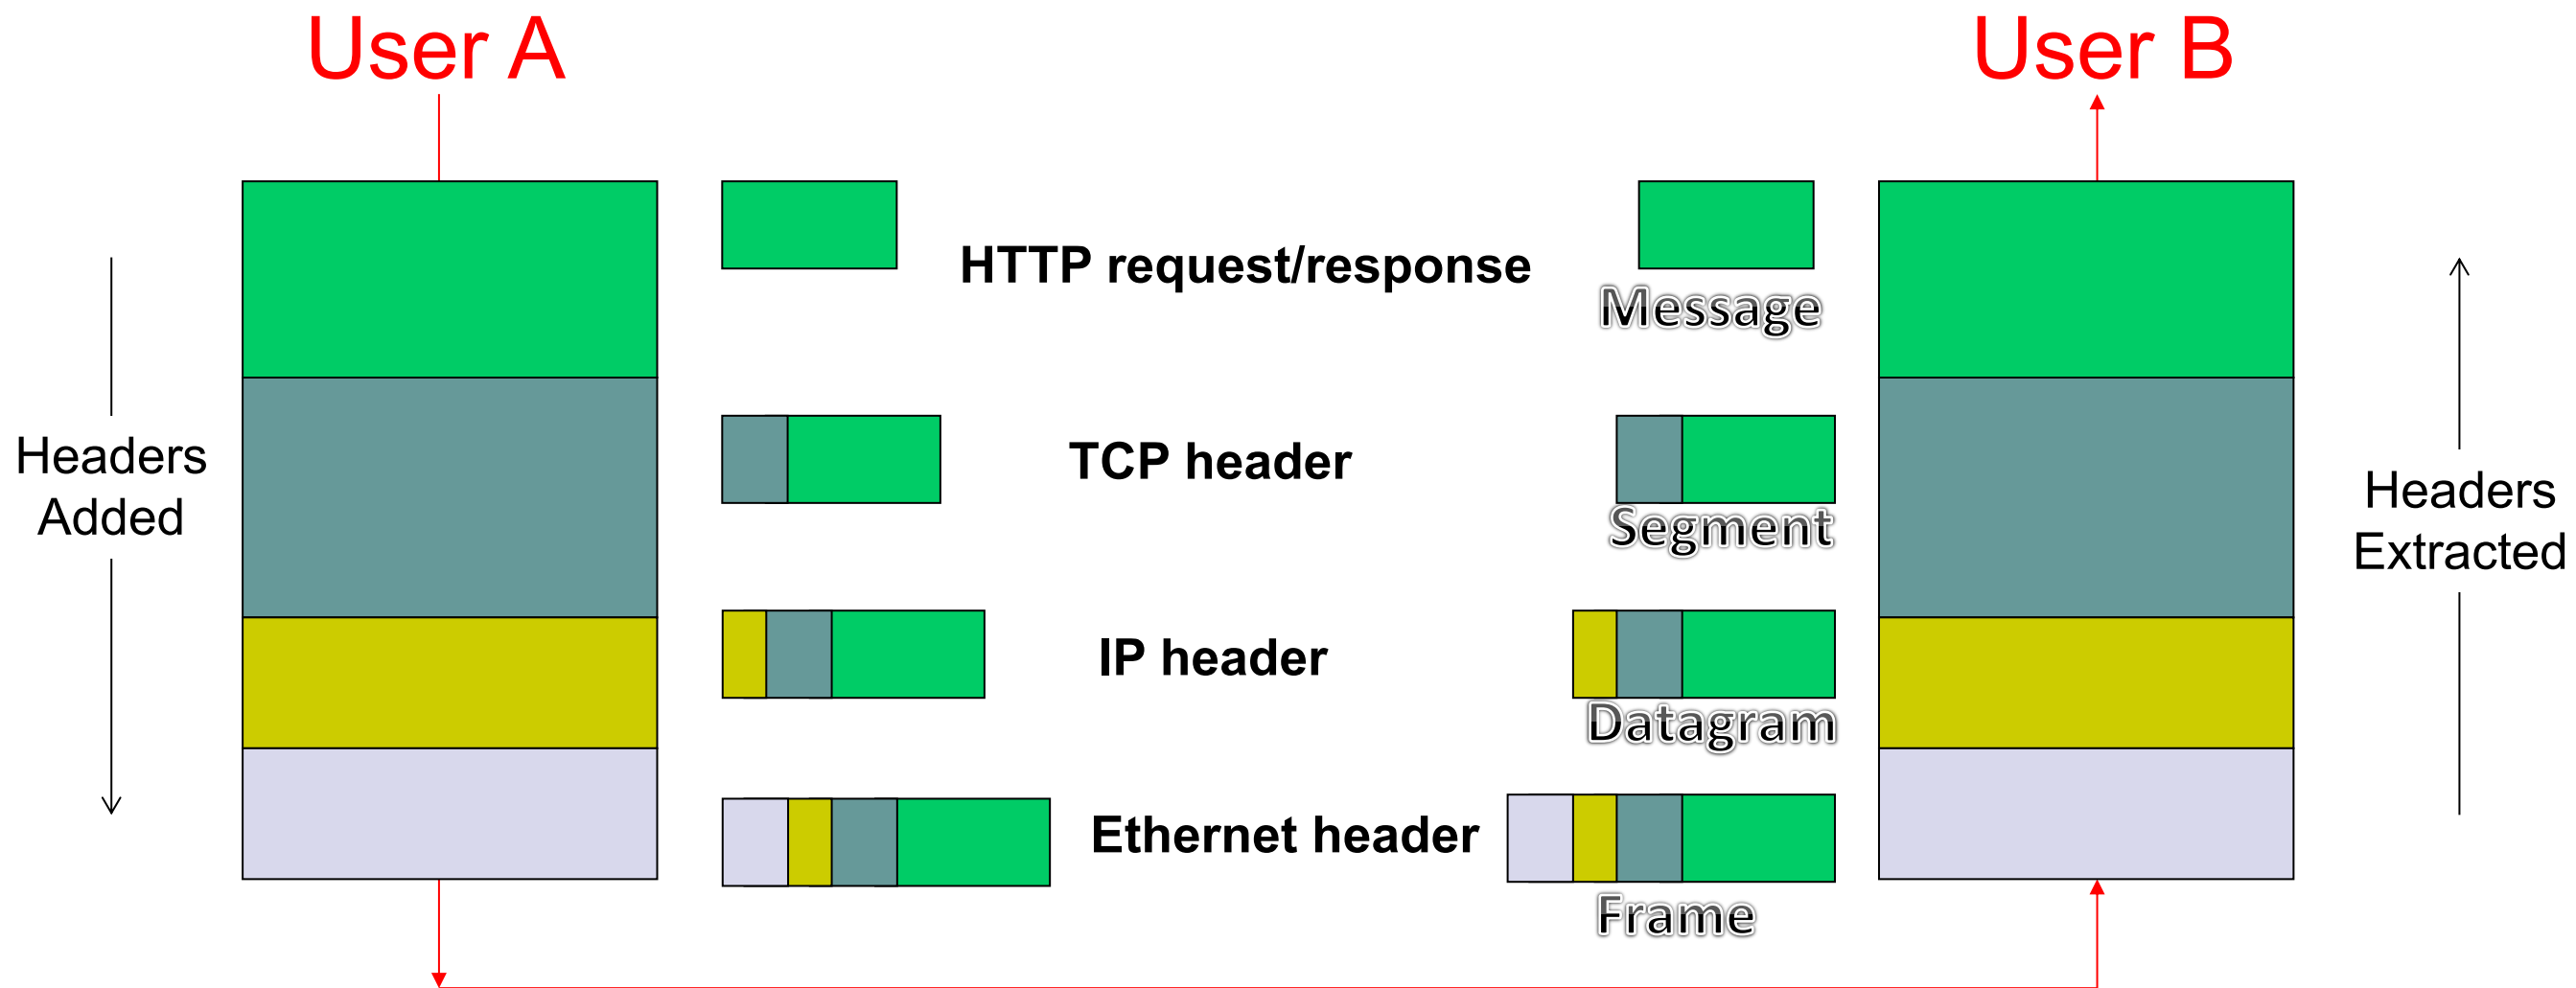 User A
User B
HTTP request/response
Message
Headers
Added
TCP header
Segment
Headers
Extracted
IP header
Datagram
Ethernet header
Frame